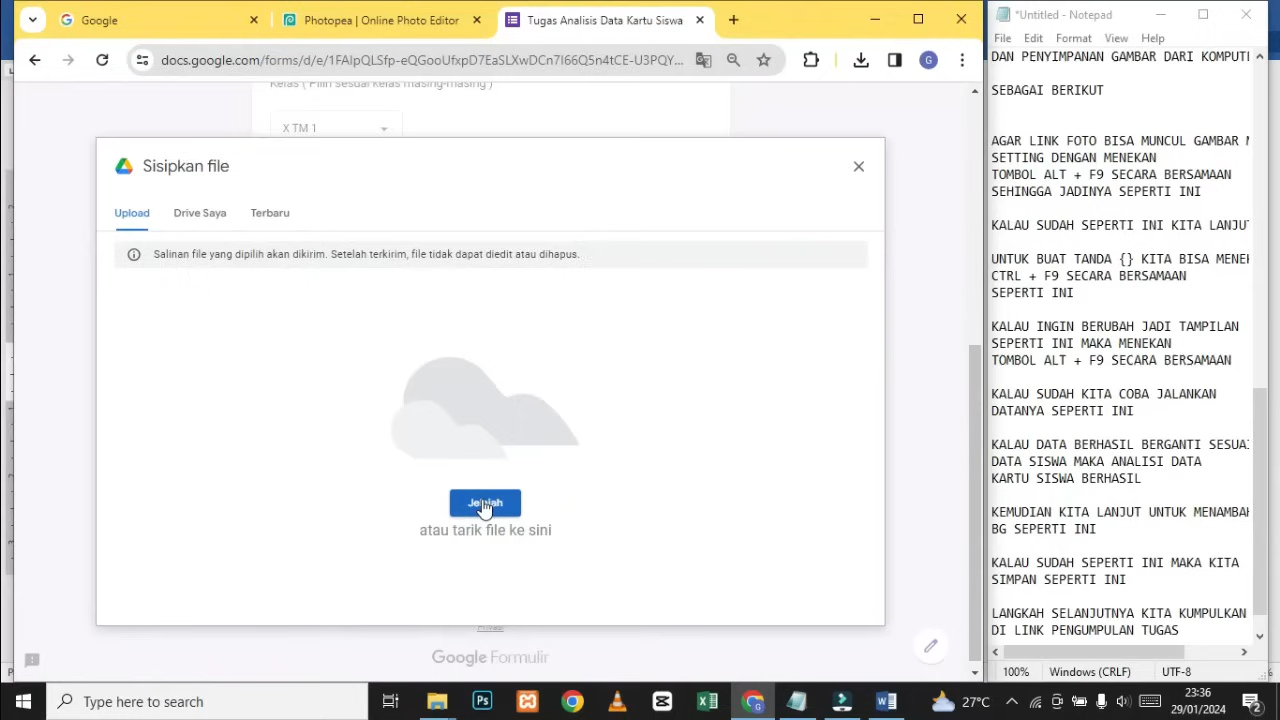 Google
Photopea | Online Photo Editor
Tugas Analisis Data Kartu Siswa
docs.google.com/forms/d/e/1FAIpQLSfp-eQGooUfxpD7EaSLXwDCn7I66Q5n4tCE-U3PQY...
G
Kelas ( Pilih sesuai kelas masing-masing )
X TM 1
Sisipkan file
Upload
Drive Saya
Terbaru
Salinan file yang dipilih akan dikirim. Setelah terkirim, file tidak dapat diedit atau dihapus.
Jelajah
atau tarik file ke sini
Google Formulir
*Untitled - Notepad
File Edit Format View Help
DAN PENYIMPANAN GAMBAR DARI KOMPUT
SEBAGAI BERIKUT
AGAR LINK FOTO BISA MUNCUL GAMBAR
SETTING DENGAN MENEKAN
TOMBOL ALT + F9 SECARA BERSAMAAN
SEHINGGA JADINYA SEPERTI INI
KALAU SUDAH SEPERTI INI KITA LANJUT
UNTUK BUAT TANDA {} KITA BISA MENE
CTRL + F9 SECARA BERSAMAAN
SEPERTI INI
KALAU INGIN BERUBAH JADI TAMPILAN
SEPERTI INI MAKA MENEKAN
TOMBOL ALT + F9 SECARA BERSAMAAN
KALAU SUDAH KITA COBA JALANKAN
DATANYA SEPERTI INI
KALAU DATA BERHASIL BERGANTI SESUAI
DATA SISWA MAKA ANALISI DATA
KARTU SISWA BERHASIL
KEMUDIAN KITA LANJUT UNTUK MENAMBAH
BG SEPERTI INI
KALAU SUDAH SEPERTI INI MAKA KITA
SIMPAN SEPERTI INI
LANGKAH SELANJUTNYA KITA KUMPULKAN
DI LINK PENGUMPULAN TUGAS
100% Windows (CRLF) UTF-8
Type here to search
27°C
23:36
29/01/2024
2